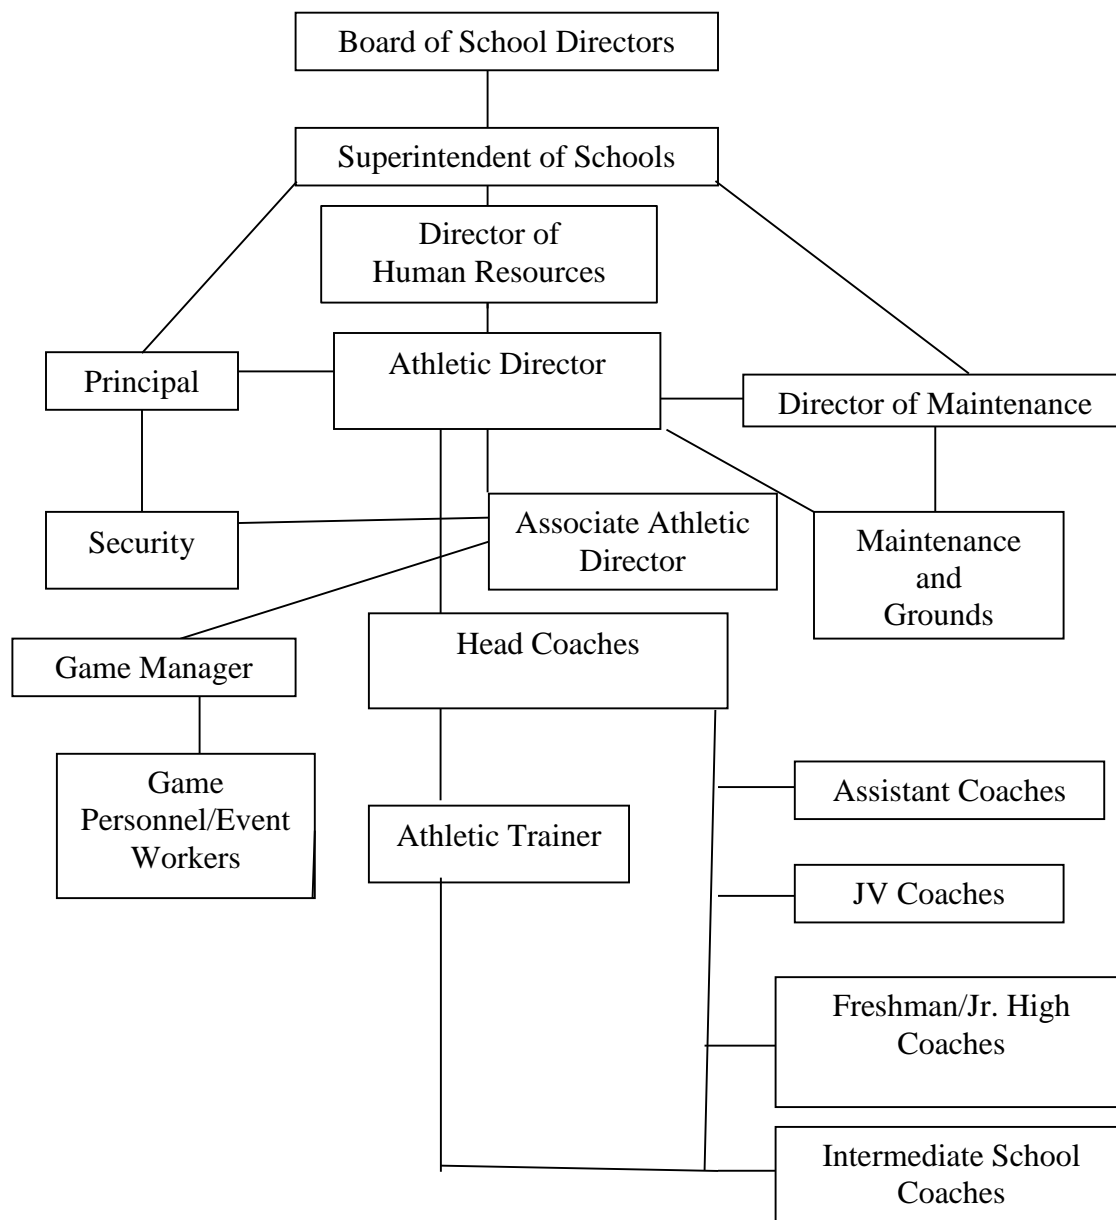 Board of School Directors
Superintendent of Schools
Director of
Human Resources
Athletic Director
Principal
Director of Maintenance
Security
Associate Athletic
Director
Maintenance
and
Grounds
Head Coaches
Game Manager
Game
Personnel/Event
Workers
Assistant Coaches
Athletic Trainer
JV Coaches
Freshman/Jr. High
Coaches
Intermediate School
Coaches